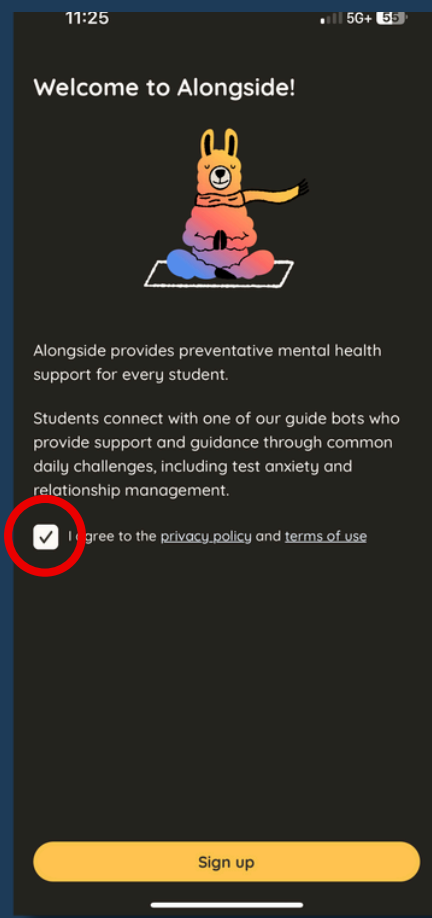 11:25
5G+ 55
Welcome to Alongside!
Alongside provides preventative mental health
support for every student.
Students connect with one of our guide bots who
provide support and guidance through common
daily challenges, including test anxiety and
relationship management.
I agree to the privacy policy and terms of use
Sign up